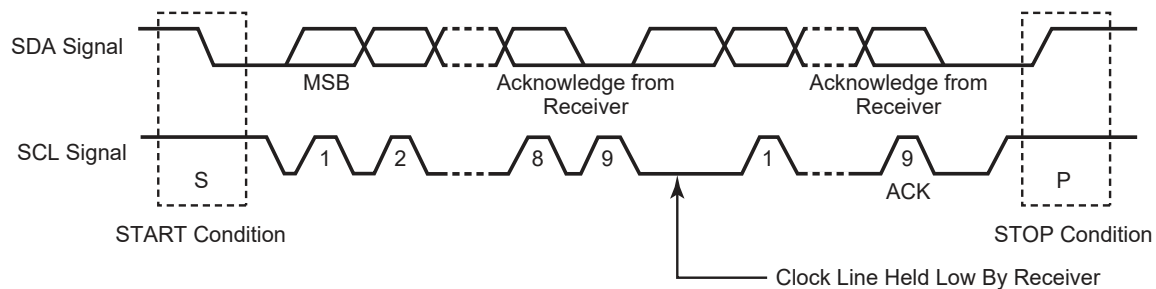 SDA Signal
MSB
Acknowledge from
Receiver
Acknowledge from
Receiver
SCL Signal
S
1
2
8
9
1
9
ACK
P
START Condition
STOP Condition
Clock Line Held Low By Receiver